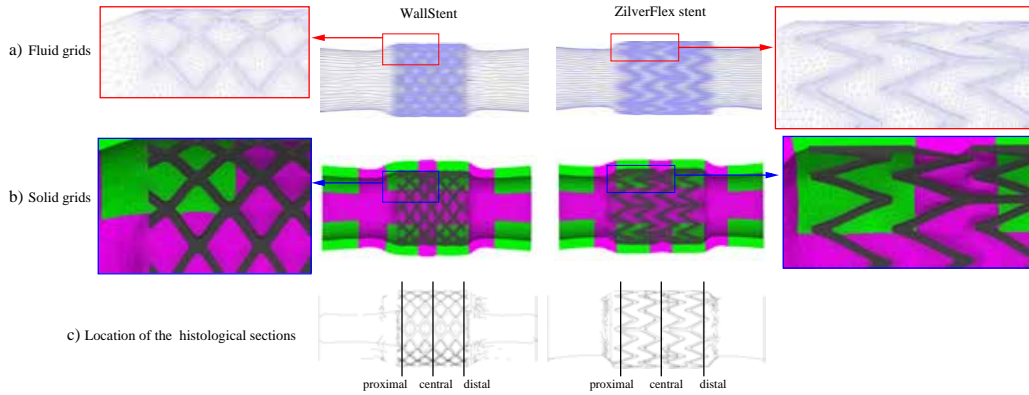 WallStent
ZilverFlex stent
a) Fluid grids
b) Solid grids
c) Location of the histological sections
proximal central distal
proximal central distal